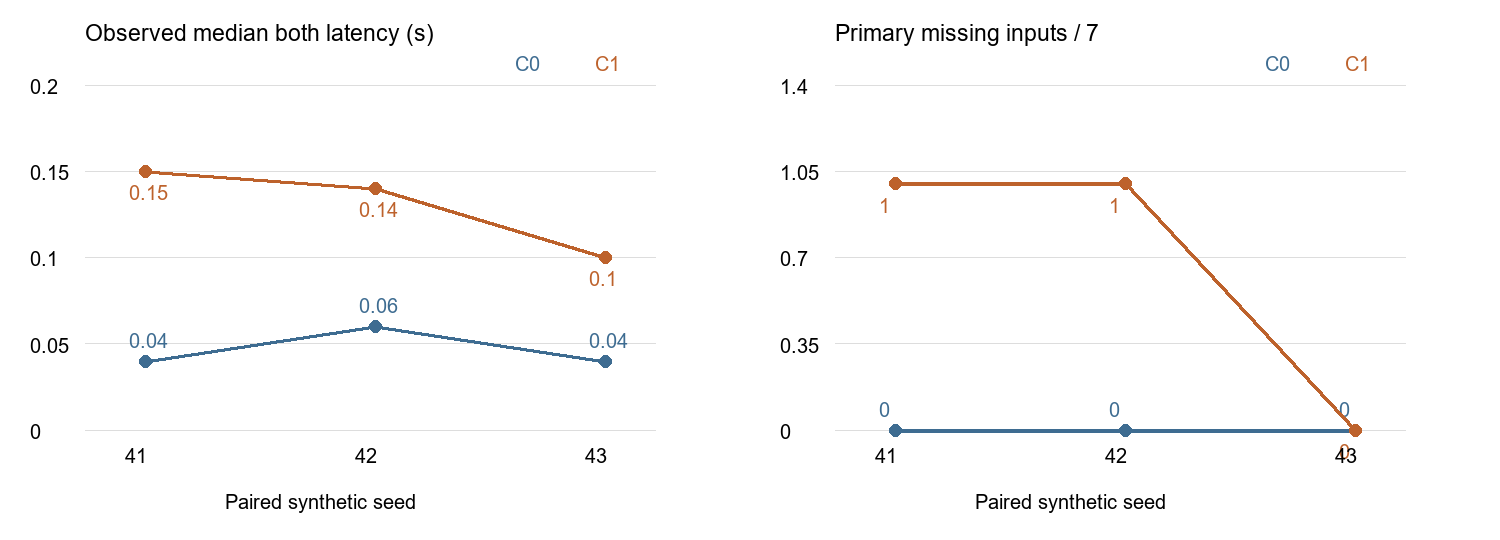 Observed median both latency (s)
C0 C1
0.2
0.15
0.15
0.14
0.1
0.1
0.06
0.05
0.04
0.04
0
41 42 43
Paired synthetic seed
Primary missing inputs / 7
C0 C1
1.4
1.05
1 1
0.7
0.35
0 0 0
0
0
41 42 43
Paired synthetic seed